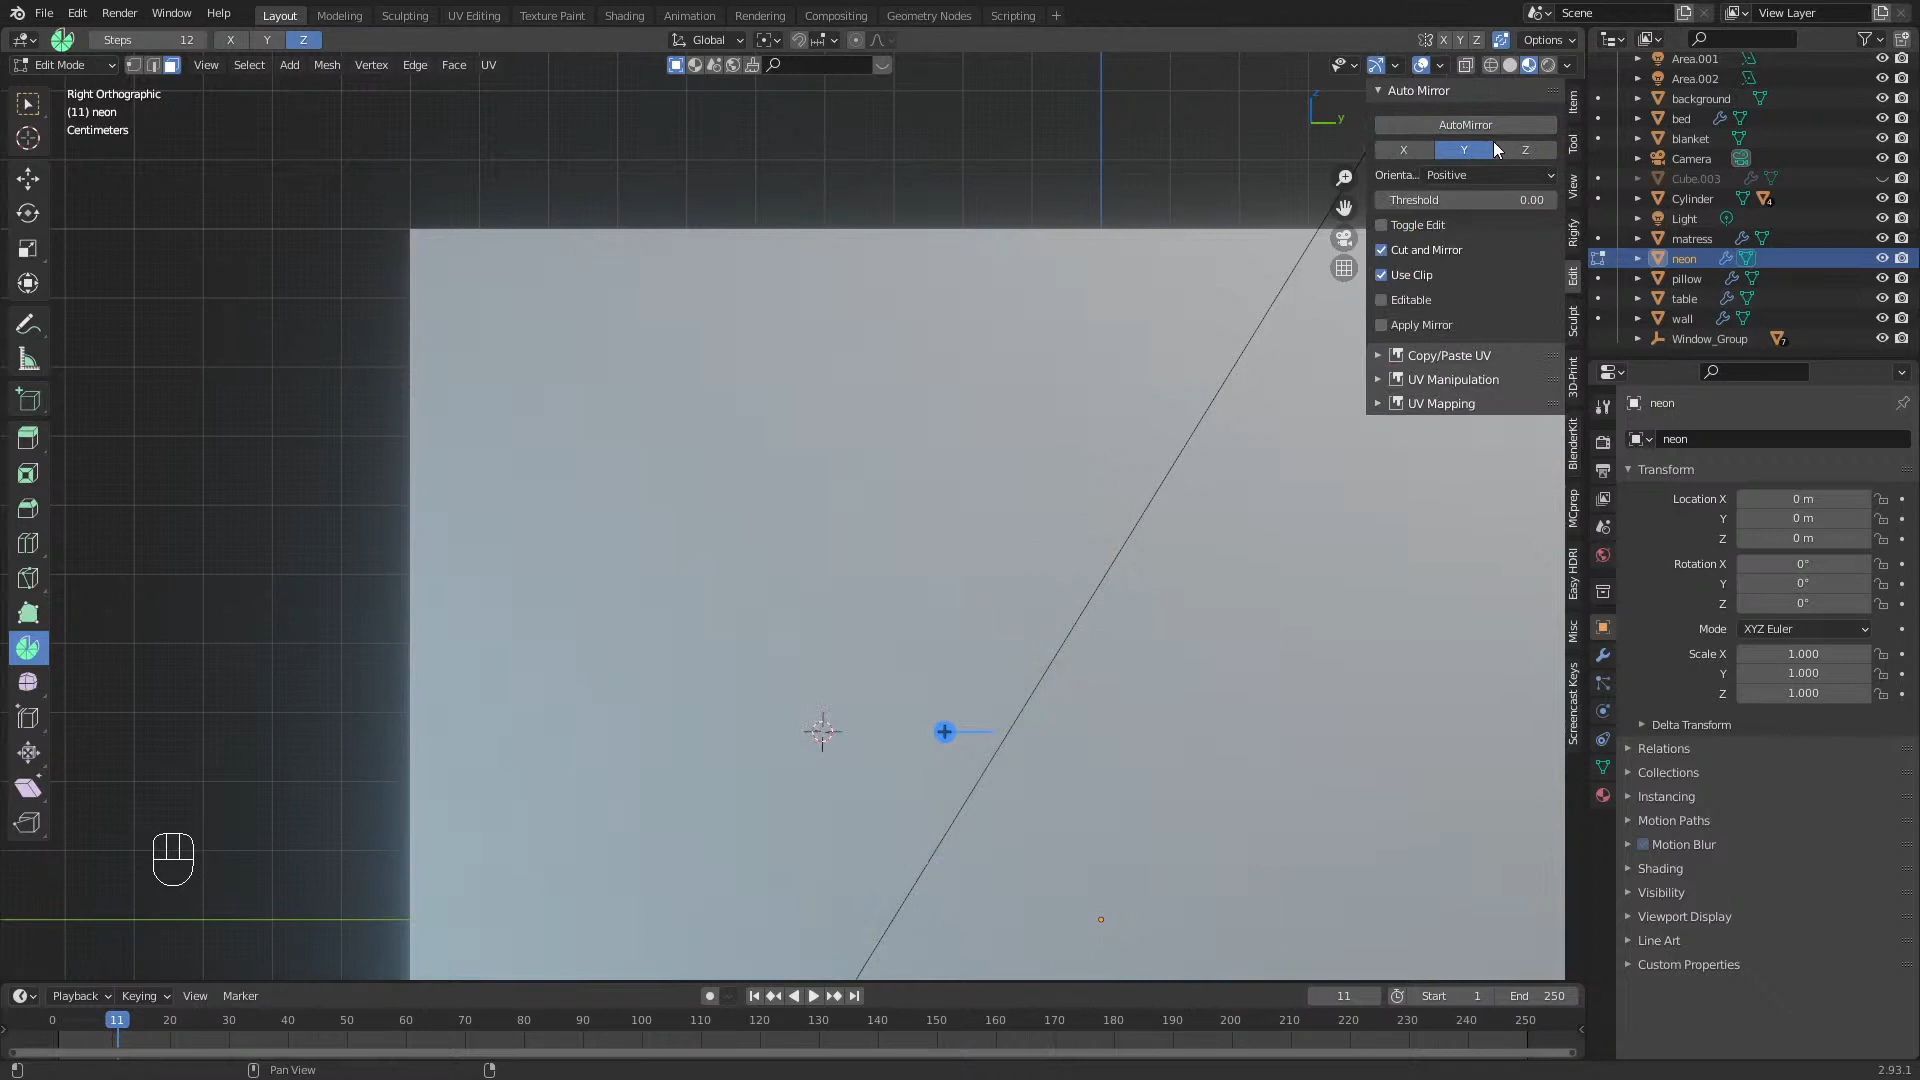 File Edit Render Window Help Layout Modeling Sculpting UV Editing Texture Paint Shading Animation Rendering Compositing Geometry Nodes Scripting + Scene View Layer
Steps 12 X Y Z Global X Y Z Options
Edit Mode View Select Add Mesh Vertex Edge Face UV
Right Orthographic
(11) neon
Centimeters
z
y
Auto Mirror
AutoMirror
X Y Z
Orienta... Positive
Threshold 0.00
Toggle Edit
Cut and Mirror
Use Clip
Editable
Apply Mirror
Copy/Paste UV
UV Manipulation
UV Mapping
Item
Tool
View
Rigify
Edit
Sculpt
3D-Print
BlenderKit
MCprep
Easy HDRI
Misc
Screencast Keys
Area.001
Area.002
background
bed
blanket
Camera
Cube.003
Cylinder 4
Light
matress
neon
pillow
table
wall
Window_Group 7
neon
neon
Transform
Location X 0 m
Y 0 m
Z 0 m
Rotation X 0°
Y 0°
Z 0°
Mode XYZ Euler
Scale X 1.000
Y 1.000
Z 1.000
Delta Transform
Relations
Collections
Instancing
Motion Paths
Motion Blur
Shading
Visibility
Viewport Display
Line Art
Custom Properties
Playback Keying View Marker 11 Start 1 End 250
0 11 20 30 40 50 60 70 80 90 100 110 120 130 140 150 160 170 180 190 200 210 220 230 240 250
Pan View 2.93.1